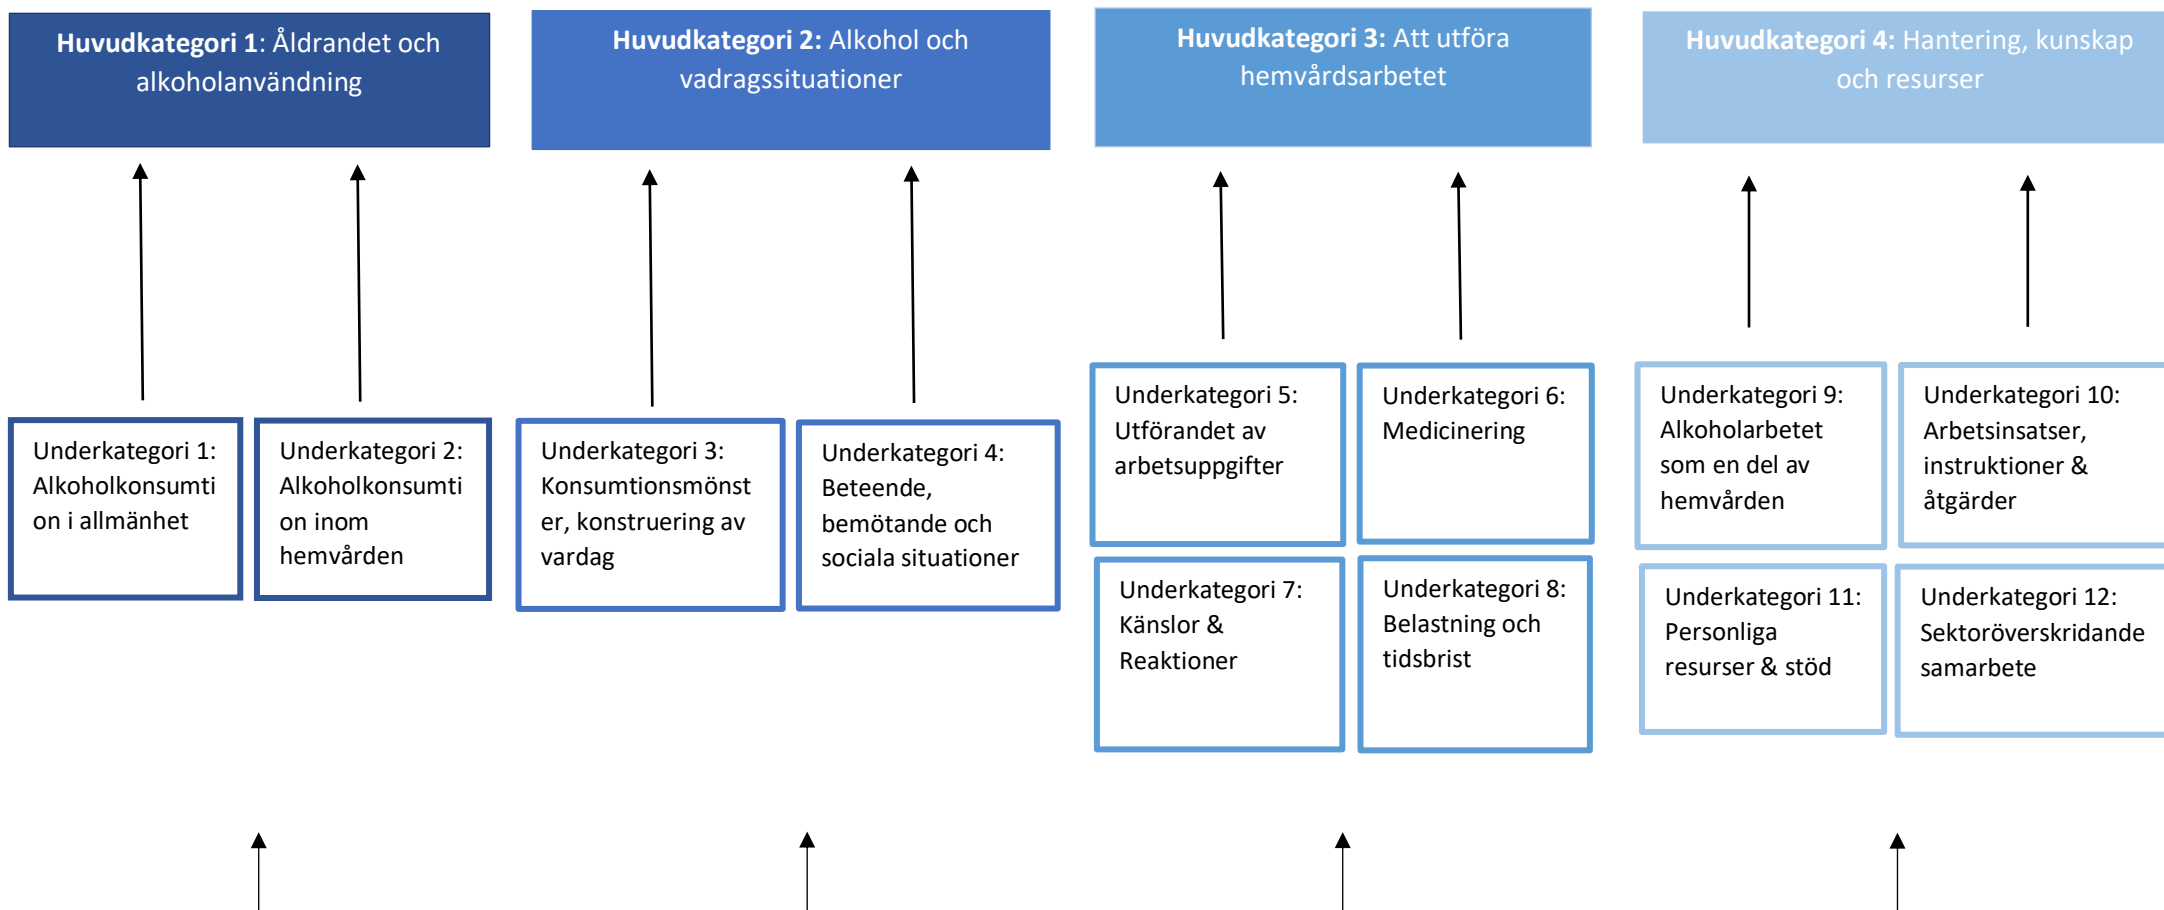 Huvudkategori 1: Åldrandet och
alkoholanvändning
Huvudkategori 2: Alkohol och
vadragssituationer
Huvudkategori 3: Att utföra
hemvårdsarbetet
Huvudkategori 4: Hantering, kunskap
och resurser
Underkategori 1:
Alkoholkonsumti
on i allmänhet
Underkategori 2:
Alkoholkonsumti
on inom
hemvården
Underkategori 3:
Konsumtionsmönst
er, konstruering av
vardag
Underkategori 4:
Beteende,
bemötande och
sociala situationer
Underkategori 5:
Utförandet av
arbetsuppgifter
Underkategori 6:
Medicinering
Underkategori 7:
Känslor &
Reaktioner
Underkategori 8:
Belastning och
tidsbrist
Underkategori 9:
Alkoholarbetet
som en del av
hemvården
Underkategori 10:
Arbetsinsatser,
instruktioner &
åtgärder
Underkategori 11:
Personliga
resurser & stöd
Underkategori 12:
Sektoröverskridande
samarbete